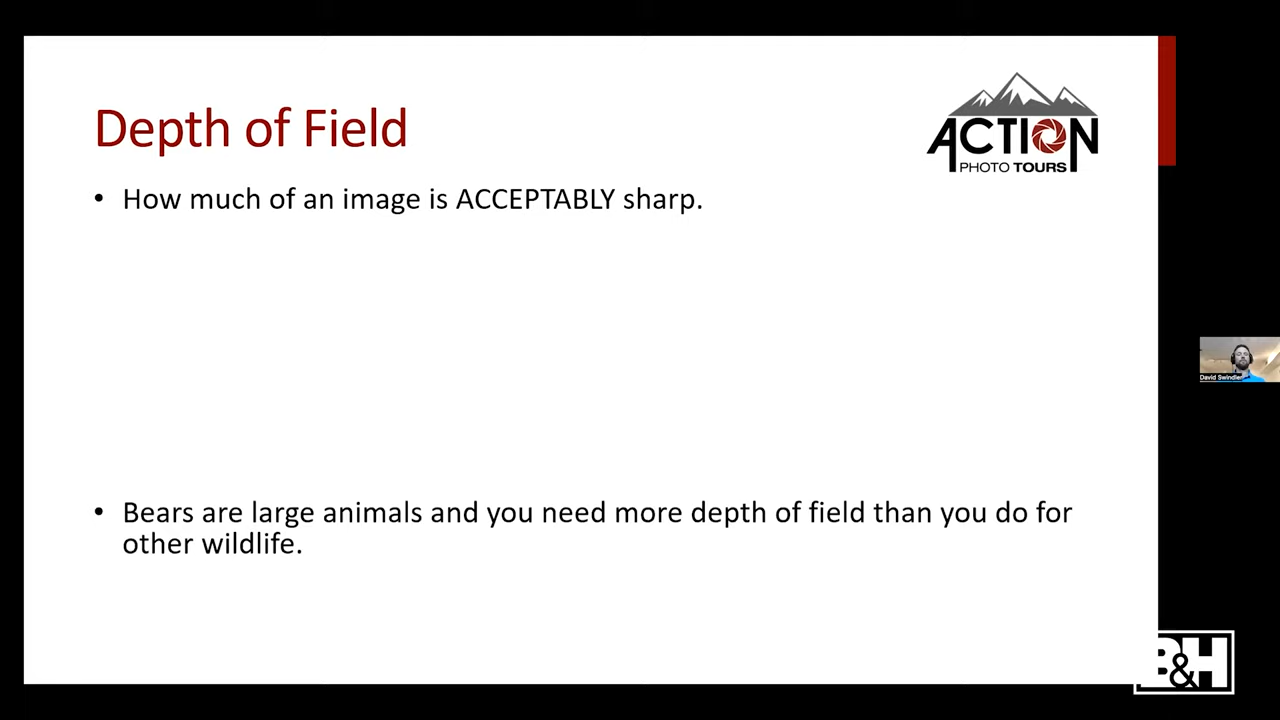 Depth of Field
ACTION
PHOTO TOURS
• How much of an image is ACCEPTABLY sharp.
• Bears are large animals and you need more depth of field than you do for
other wildlife.
David Swindler
B&H